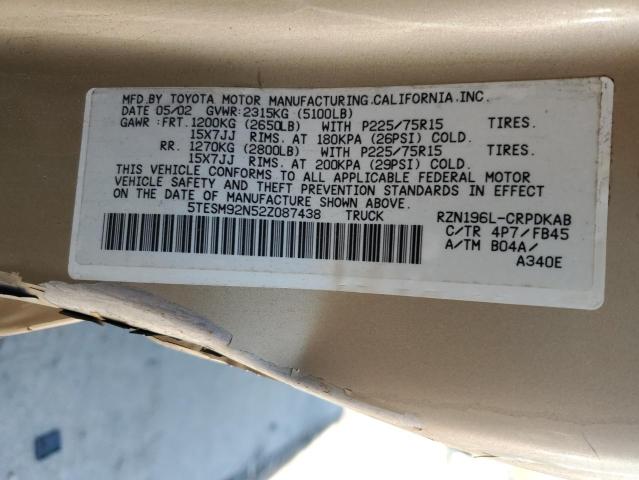 MFD.BY TOYOTA MOTOR MANUFACTURING.CALIFORNIA.INC.
DATE 05/02 GVWR:2315KG (5100LB)
GAWR:FRT.1200KG (2650LB) WITH P225/75R15 TIRES.
15X7JJ RIMS. AT 180KPA (26PSI) COLD.
RR. 1270KG (2800LB) WITH P225/75R15 TIRES.
15X7JJ RIMS. AT 200KPA (29PSI) COLD.
THIS VEHICLE CONFORMS TO ALL APPLICABLE FEDERAL MOTOR
VEHICLE SAFETY AND THEFT PREVENTION STANDARDS IN EFFECT
ON THE DATE OF MANUFACTURE SHOWN ABOVE.
5TESM92N52Z087438 TRUCK RZN196L-CRPDKAB
C/TR 4P7/FB45
A/TM B04A/
A340E